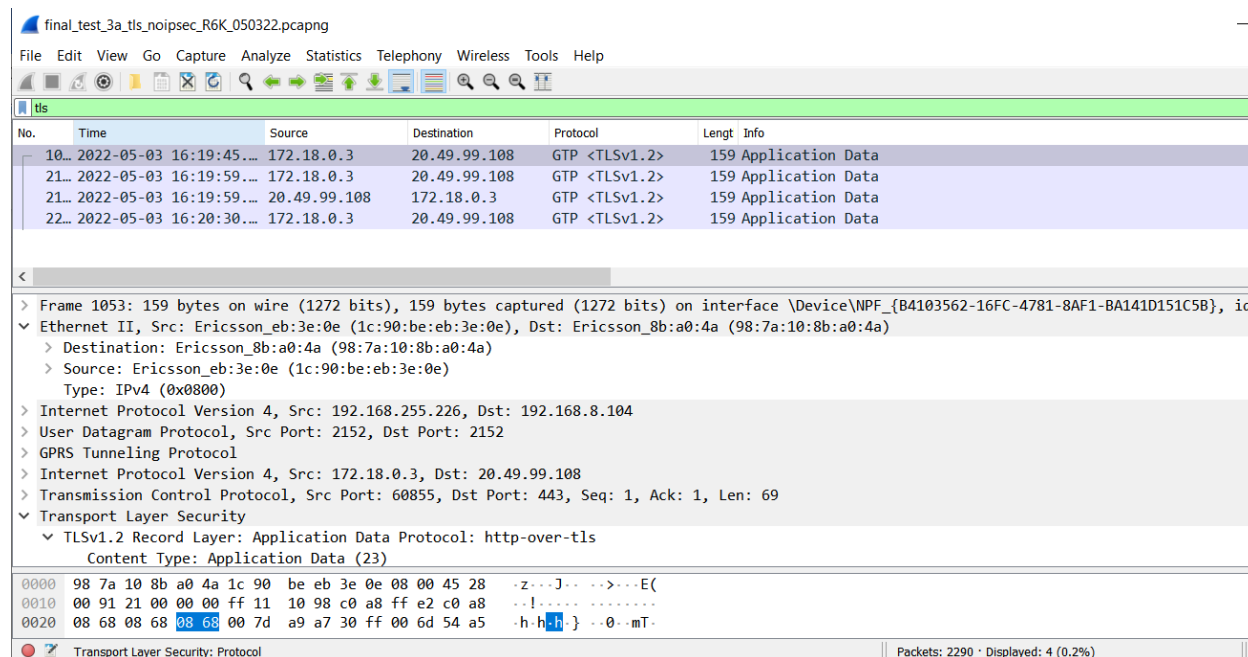 final_test_3a_tls_noipsec_R6K_050322.pcapng
File Edit View Go Capture Analyze Statistics Telephony Wireless Tools Help
tls
No. Time Source Destination Protocol Lengt Info
10… 2022-05-03 16:19:45.… 172.18.0.3 20.49.99.108 GTP <TLSv1.2> 159 Application Data
21… 2022-05-03 16:19:59.… 172.18.0.3 20.49.99.108 GTP <TLSv1.2> 159 Application Data
21… 2022-05-03 16:19:59.… 20.49.99.108 172.18.0.3 GTP <TLSv1.2> 159 Application Data
22… 2022-05-03 16:20:30.… 172.18.0.3 20.49.99.108 GTP <TLSv1.2> 159 Application Data
> Frame 1053: 159 bytes on wire (1272 bits), 159 bytes captured (1272 bits) on interface \Device\NPF_{B4103562-16FC-4781-8AF1-BA141D151C5B}, id
Ethernet II, Src: Ericsson_eb:3e:0e (1c:90:be:eb:3e:0e), Dst: Ericsson_8b:a0:4a (98:7a:10:8b:a0:4a)
> Destination: Ericsson_8b:a0:4a (98:7a:10:8b:a0:4a)
> Source: Ericsson_eb:3e:0e (1c:90:be:eb:3e:0e)
Type: IPv4 (0x0800)
> Internet Protocol Version 4, Src: 192.168.255.226, Dst: 192.168.8.104
> User Datagram Protocol, Src Port: 2152, Dst Port: 2152
> GPRS Tunneling Protocol
> Internet Protocol Version 4, Src: 172.18.0.3, Dst: 20.49.99.108
> Transmission Control Protocol, Src Port: 60855, Dst Port: 443, Seq: 1, Ack: 1, Len: 69
Transport Layer Security
TLSv1.2 Record Layer: Application Data Protocol: http-over-tls
Content Type: Application Data (23)
0000 98 7a 10 8b a0 4a 1c 90 be eb 3e 0e 08 00 45 28 ·z···J·· ··>···E(
0010 00 91 21 00 00 00 ff 11 10 98 c0 a8 ff e2 c0 a8 ··!····· ········
0020 08 68 08 68 08 68 00 7d a9 a7 30 ff 00 6d 54 a5 ·h·h·h·} ··0··mT·
Transport Layer Security: Protocol Packets: 2290 · Displayed: 4 (0.2%)